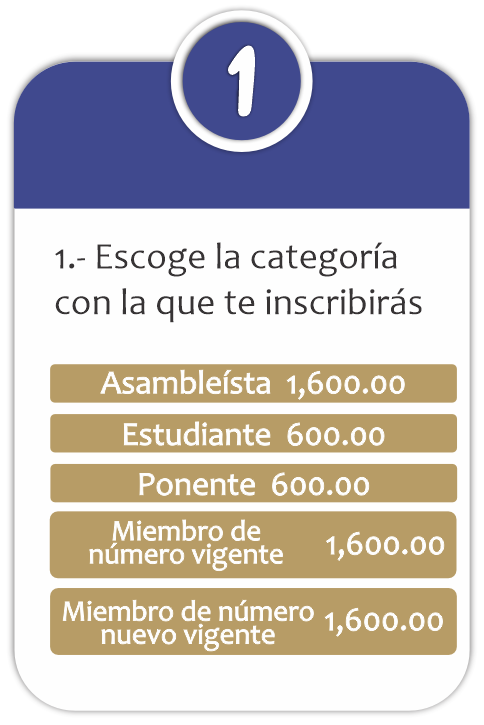 1
1.- Escoge la categoría
con la que te inscribirás
Asambleísta 1,600.00
Estudiante 600.00
Ponente 600.00
Miembro de
número vigente 1,600.00
Miembro de número
nuevo vigente 1,600.00